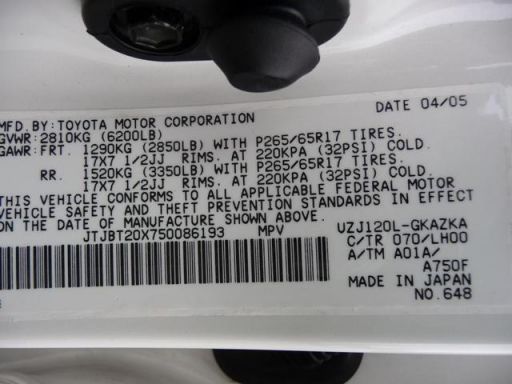 DATE 04/05
MFD.BY:TOYOTA MOTOR CORPORATION
GVWR:2810KG (6200LB)
GAWR:FRT. 1290KG (2850LB) WITH P265/65R17 TIRES.
17X7 1/2JJ RIMS. AT 220KPA (32PSI) COLD.
RR. 1520KG (3350LB) WITH P265/65R17 TIRES.
17X7 1/2JJ RIMS. AT 220KPA (32PSI) COLD.
THIS VEHICLE CONFORMS TO ALL APPLICABLE FEDERAL MOTOR
VEHICLE SAFETY AND THEFT PREVENTION STANDARDS IN EFFECT
ON THE DATE OF MANUFACTURE SHOWN ABOVE.
JTJBT20X750086193 MPV
UZJ120L-GKAZKA
C/TR 070/LH00
A/TM A01A/
A750F
MADE IN JAPAN
NO.648